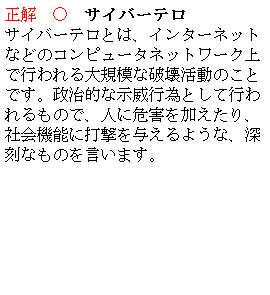 正解　○　サイバーテロ
サイバーテロとは、インターネット
などのコンピュータネットワーク上
で行われる大規模な破壊活動のこと
です。政治的な示威行為として行わ
れるもので、人に危害を加えたり、
社会機能に打撃を与えるような、深
刻なものを言います。